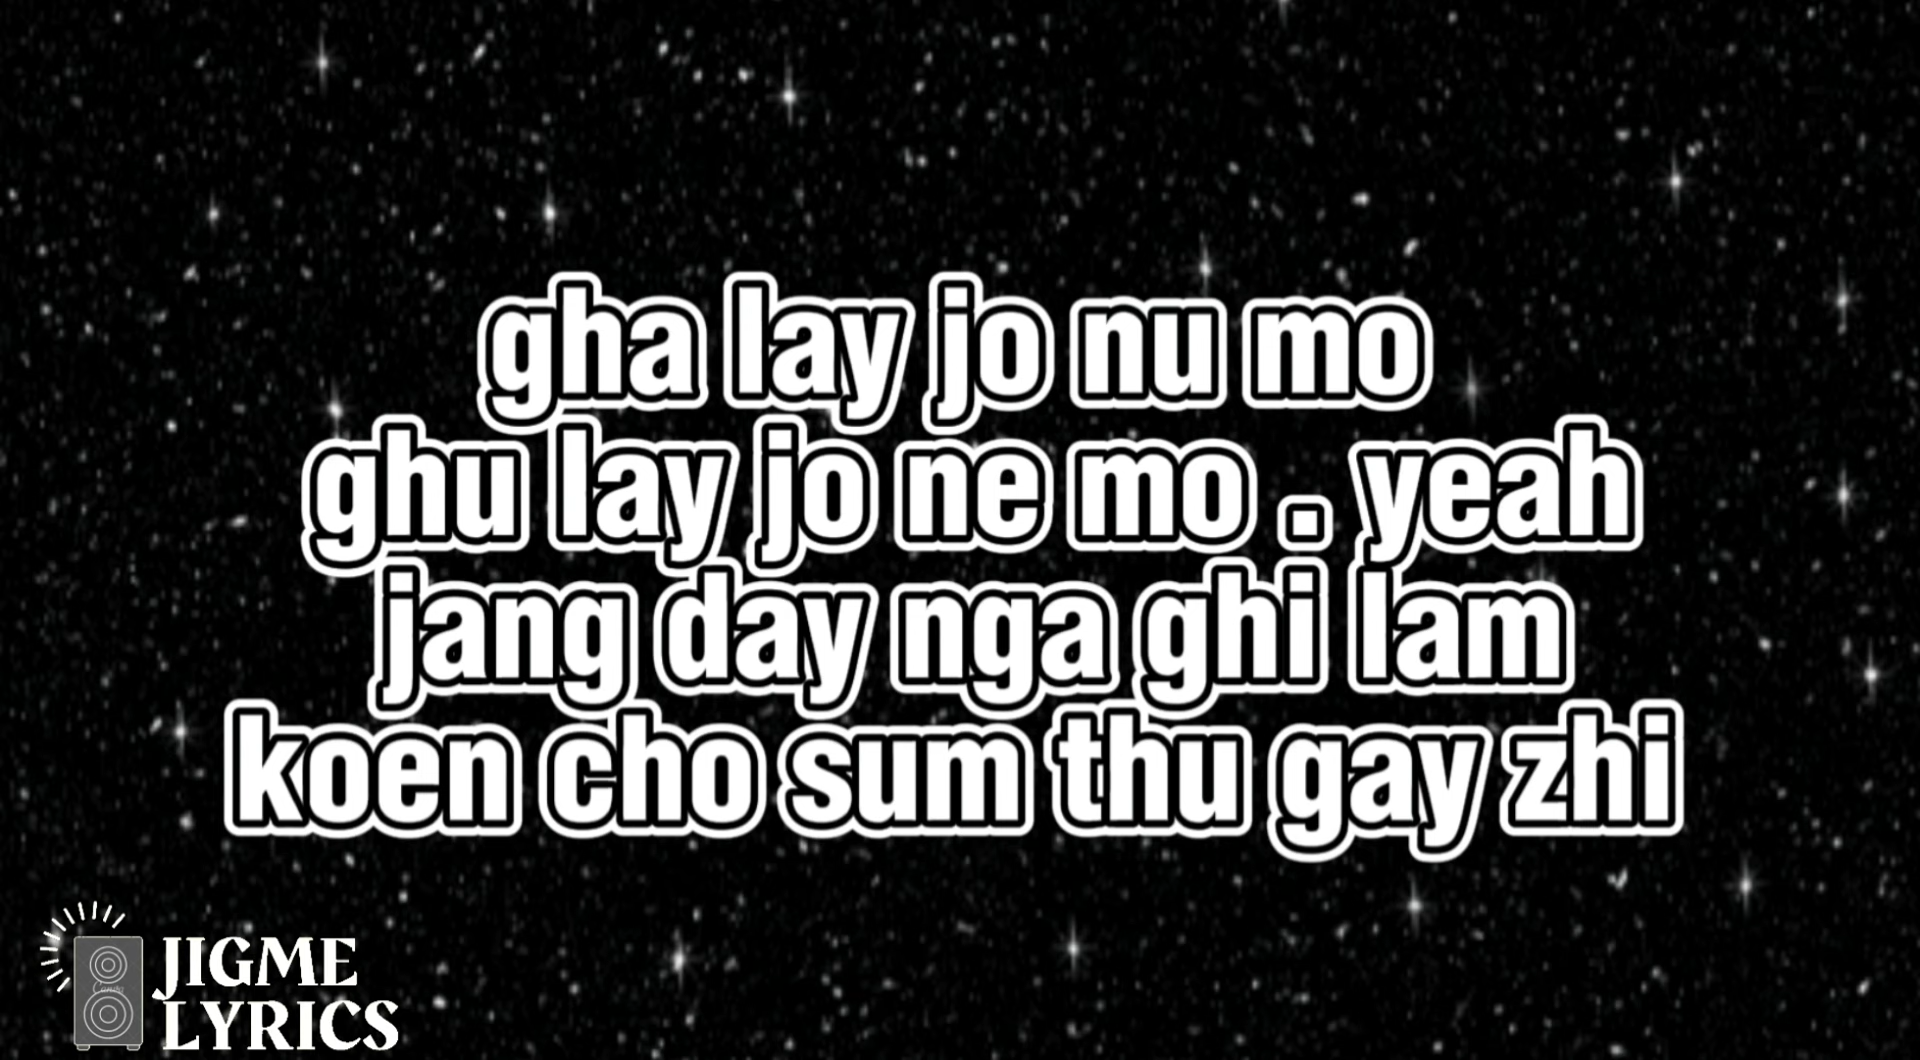 gha lay jo nu mo
ghu lay jo ne mo . yeah
jang day nga ghi lam
koen cho sum thu gay zhi
JIGME
LYRICS